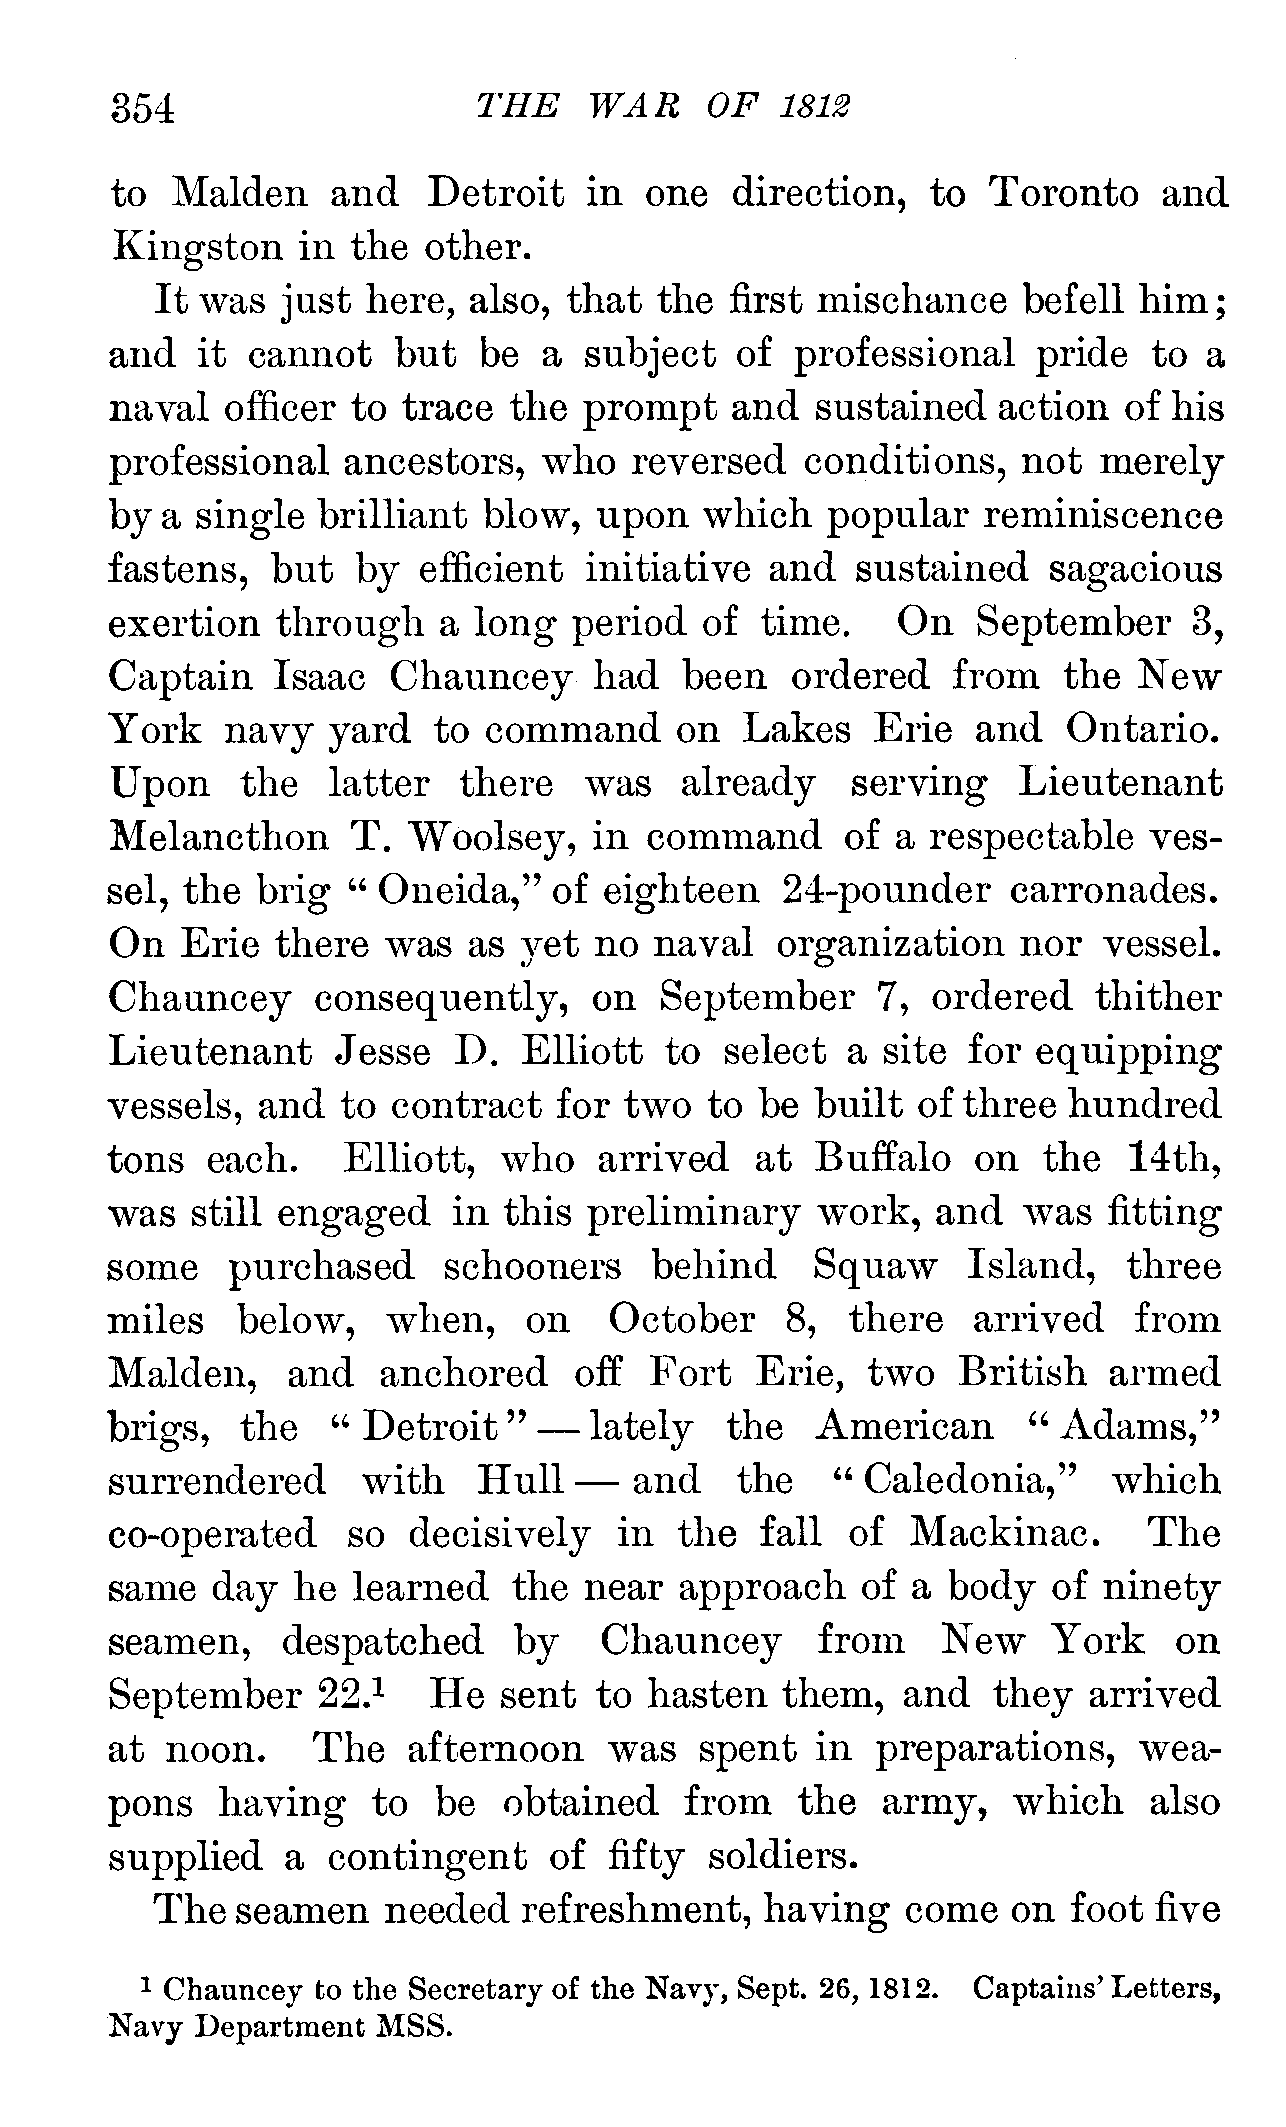 354 THE WAR OF 1812
to Malden and Detroit in one direction, to Toronto and
Kingston in the other.
It was just here, also, that the first mischance befell him;
and it cannot but be a subject of professional pride to a
naval officer to trace the prompt and sustained action of his
professional ancestors, who reversed conditions, not merely
by a single brilliant blow, upon which popular reminiscence
fastens, but by efficient initiative and sustained sagacious
exertion through a long period of time. On September 3,
Captain Isaac Chauncey had been ordered from the New
York navy yard to command on Lakes Erie and Ontario.
Upon the latter there was already serving Lieutenant
Melancthon T. Woolsey, in command of a respectable ves-
sel, the brig “ Oneida,” of eighteen 24-pounder carronades.
On Erie there was as yet no naval organization nor vessel.
Chauncey consequently, on September 7, ordered thither
Lieutenant Jesse D. Elliott to select a site for equipping
vessels, and to contract for two to be built of three hundred
tons each. Elliott, who arrived at Buffalo on the 14th,
was still engaged in this preliminary work, and was fitting
some purchased schooners behind Squaw Island, three
miles below, when, on October 8, there arrived from
Malden, and anchored off Fort Erie, two British armed
brigs, the “ Detroit ” — lately the American “ Adams,”
surrendered with Hull — and the “ Caledonia,” which
co-operated so decisively in the fall of Mackinac. The
same day he learned the near approach of a body of ninety
seamen, despatched by Chauncey from New York on
September 22.¹ He sent to hasten them, and they arrived
at noon. The afternoon was spent in preparations, wea-
pons having to be obtained from the army, which also
supplied a contingent of fifty soldiers.
The seamen needed refreshment, having come on foot five
¹ Chauncey to the Secretary of the Navy, Sept. 26, 1812. Captains’ Letters,
Navy Department MSS.